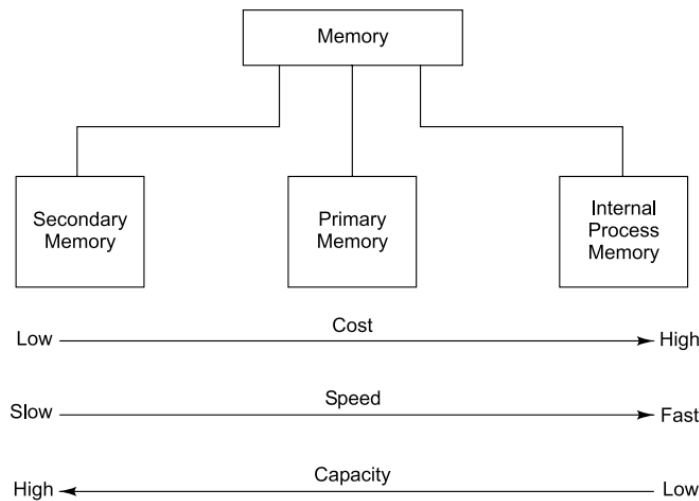 Memory
Secondary
Memory
Primary
Memory
Internal
Process
Memory
Cost
Low
High
Speed
Slow
Fast
Capacity
High
Low